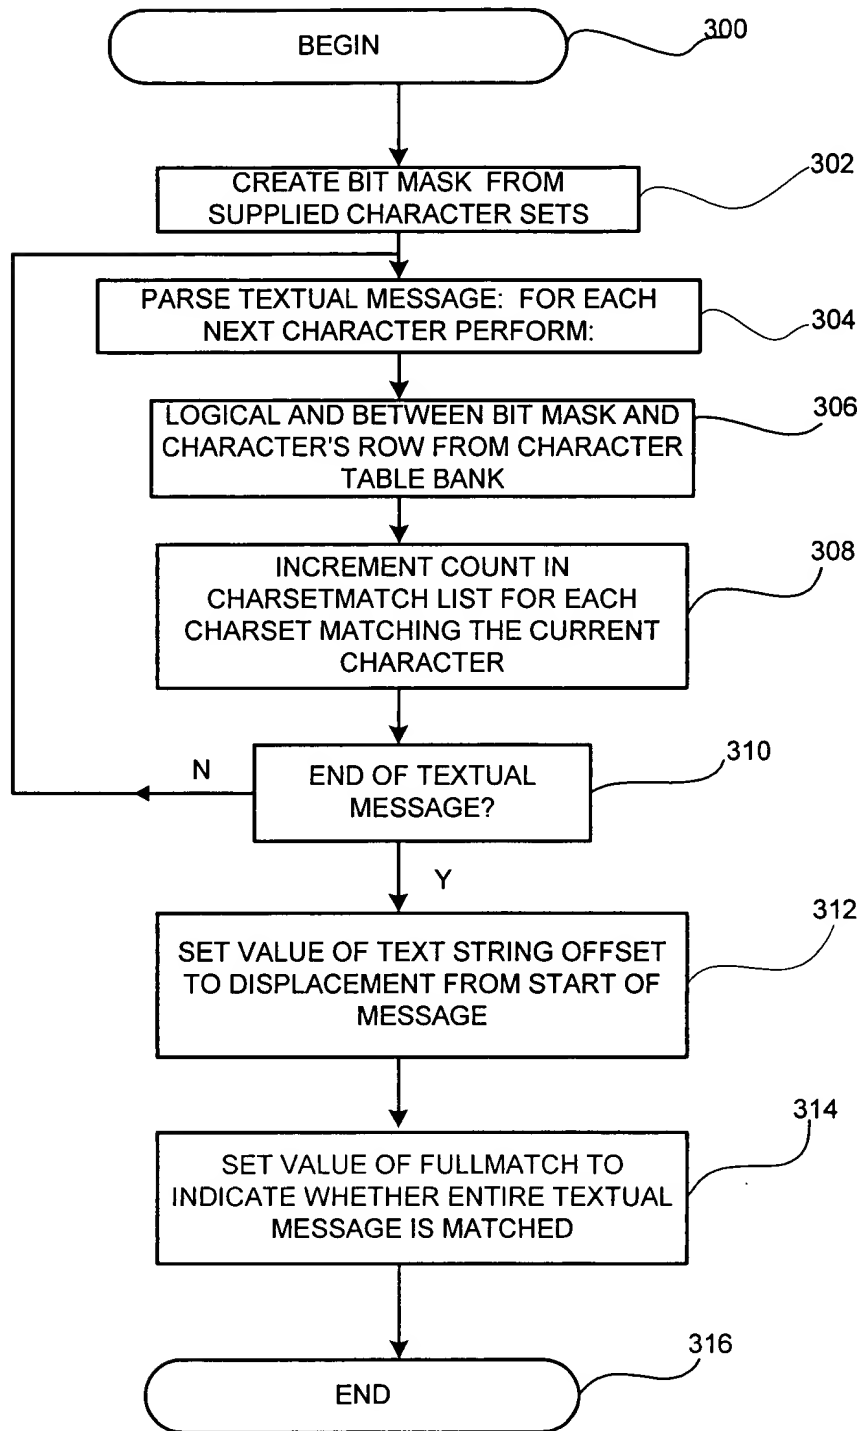 BEGIN
300
CREATE BIT MASK FROM
SUPPLIED CHARACTER SETS
302
PARSE TEXTUAL MESSAGE: FOR EACH
NEXT CHARACTER PERFORM:
304
LOGICAL AND BETWEEN BIT MASK AND
CHARACTER'S ROW FROM CHARACTER
TABLE BANK
306
INCREMENT COUNT IN
CHARSETMATCH LIST FOR EACH
CHARSET MATCHING THE CURRENT
CHARACTER
308
N
END OF TEXTUAL
MESSAGE?
310
Y
SET VALUE OF TEXT STRING OFFSET
TO DISPLACEMENT FROM START OF
MESSAGE
312
SET VALUE OF FULLMATCH TO
INDICATE WHETHER ENTIRE TEXTUAL
MESSAGE IS MATCHED
314
END
316